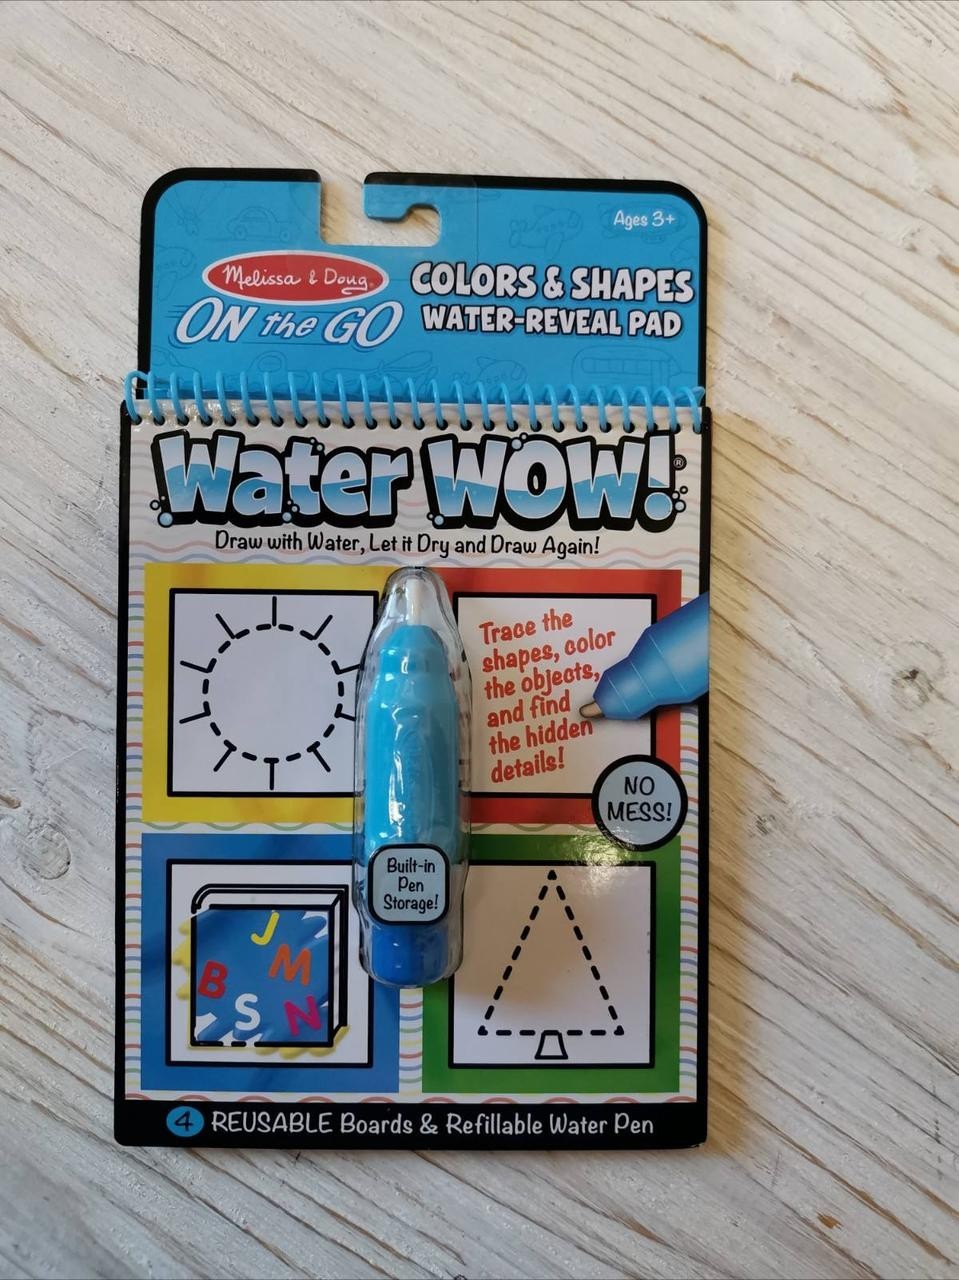 Ages 3+
Melissa & Doug®
ON the GO
COLORS & SHAPES
WATER-REVEAL PAD
Water WOW!®
Draw with Water, Let it Dry and Draw Again!
Trace the
shapes, color
the objects,
and find
the hidden
details!
NO
MESS!
Built-in
Pen
Storage!
J
M
B
S
N
4 REUSABLE Boards & Refillable Water Pen